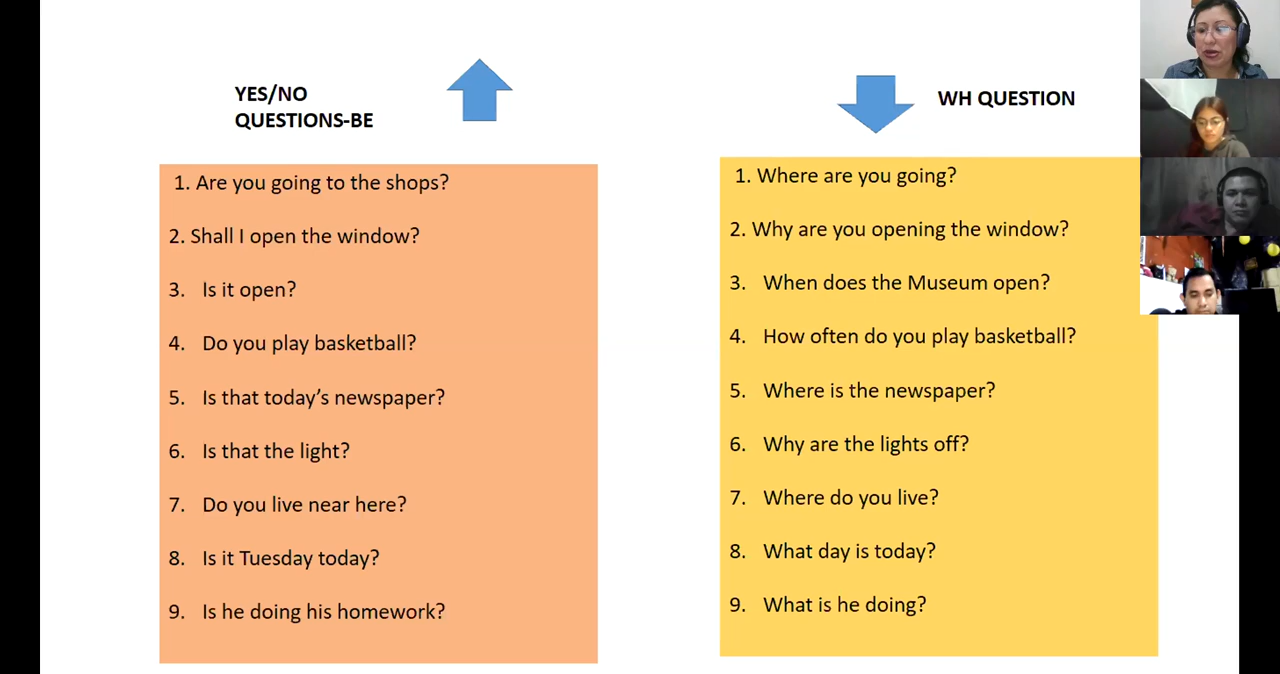 YES/NO
QUESTIONS-BE
1. Are you going to the shops?
2. Shall I open the window?
3. Is it open?
4. Do you play basketball?
5. Is that today’s newspaper?
6. Is that the light?
7. Do you live near here?
8. Is it Tuesday today?
9. Is he doing his homework?
WH QUESTION
1. Where are you going?
2. Why are you opening the window?
3. When does the Museum open?
4. How often do you play basketball?
5. Where is the newspaper?
6. Why are the lights off?
7. Where do you live?
8. What day is today?
9. What is he doing?